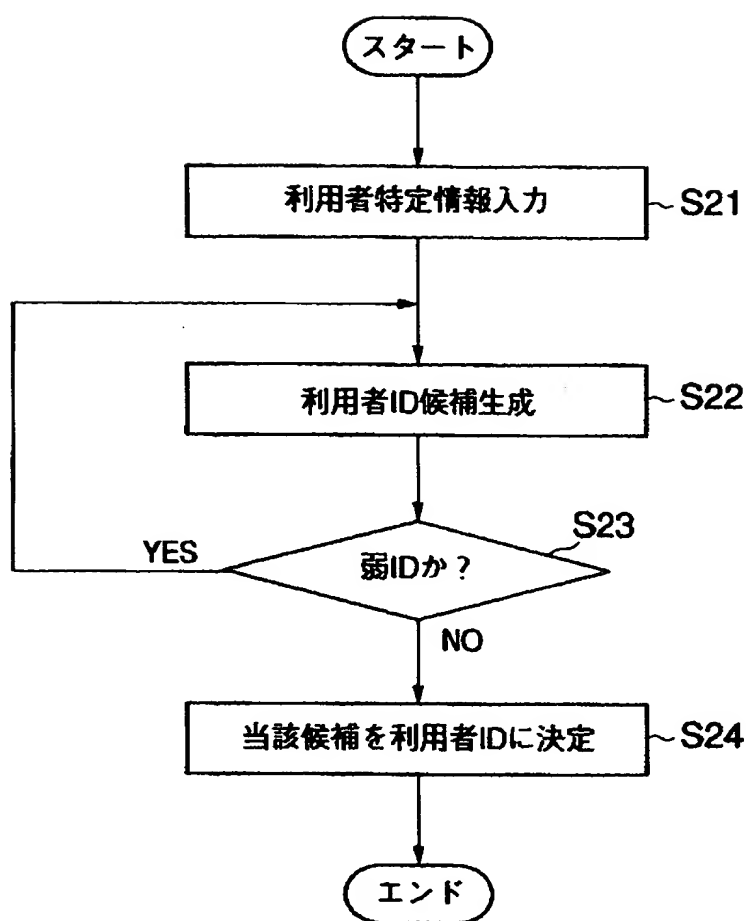 スタート
利用者特定情報入力
S21
利用者ID候補生成
S22
S23
弱IDか？
YES
NO
当該候補を利用者IDに決定
S24
エンド